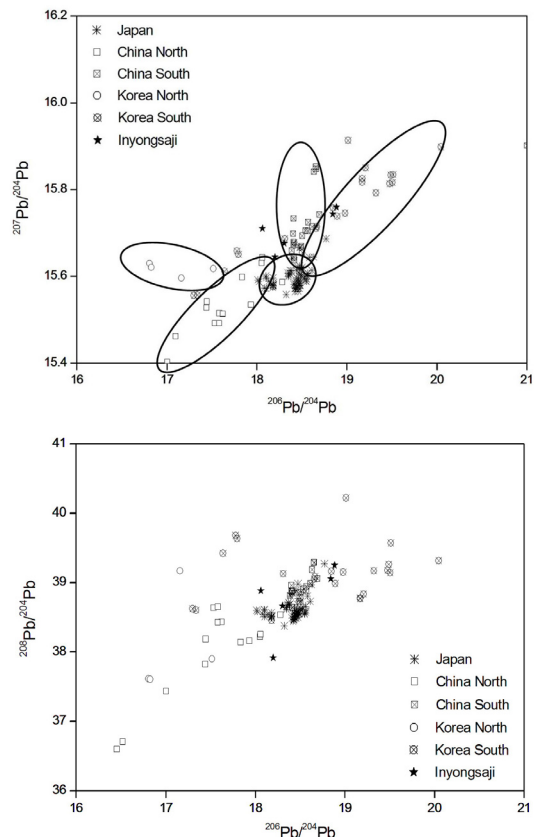 16.2
16.0
15.8
15.6
15.4
²⁰⁷Pb/²⁰⁴Pb
Japan
China North
China South
Korea North
Korea South
Inyongsaji
16 17 18 19 20 21
²⁰⁶Pb/²⁰⁴Pb
41
40
39
38
37
36
²⁰⁸Pb/²⁰⁴Pb
Japan
China North
China South
Korea North
Korea South
Inyongsaji
16 17 18 19 20 21
²⁰⁶Pb/²⁰⁴Pb